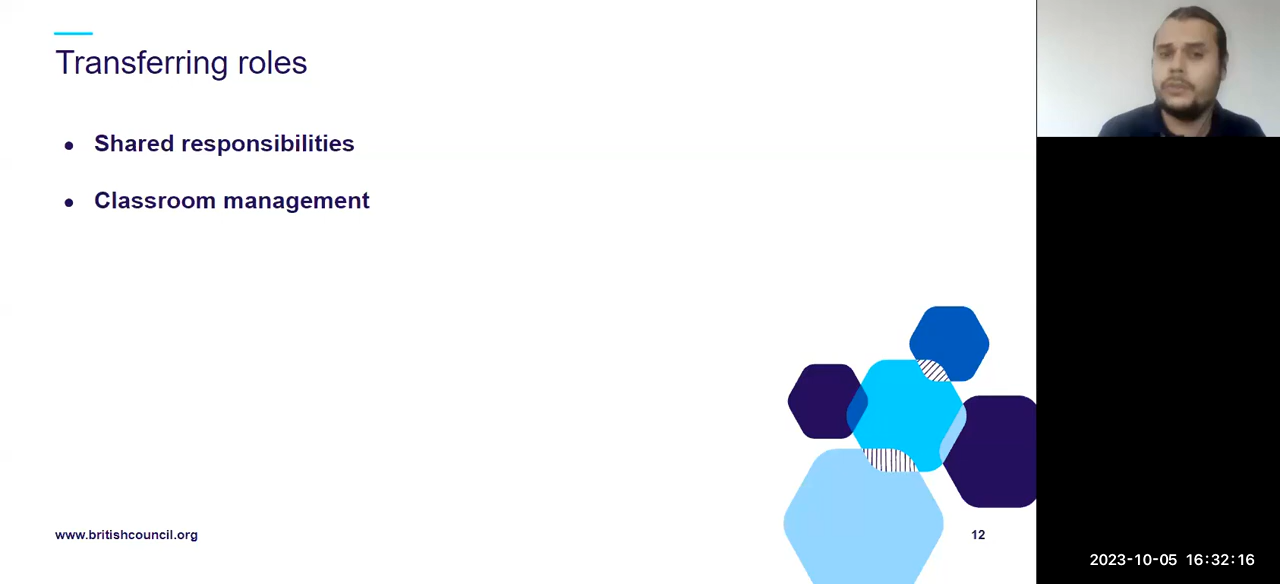 Transferring roles
• Shared responsibilities
• Classroom management
www.britishcouncil.org
12
2023-10-05 16:32:16